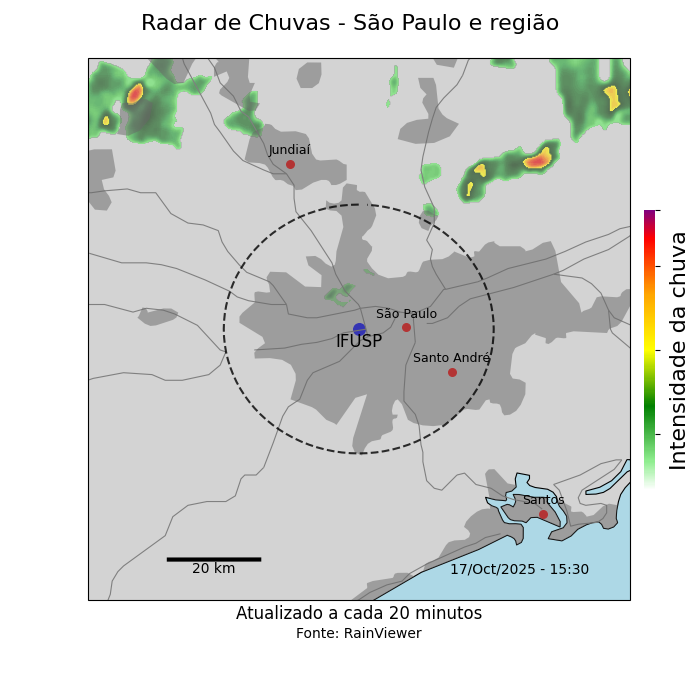 Radar de Chuvas - São Paulo e região
Jundiaí
São Paulo
IFUSP
Santo André
Intensidade da chuva
Santos
20 km
17/Oct/2025 - 15:30
Atualizado a cada 20 minutos
Fonte: RainViewer